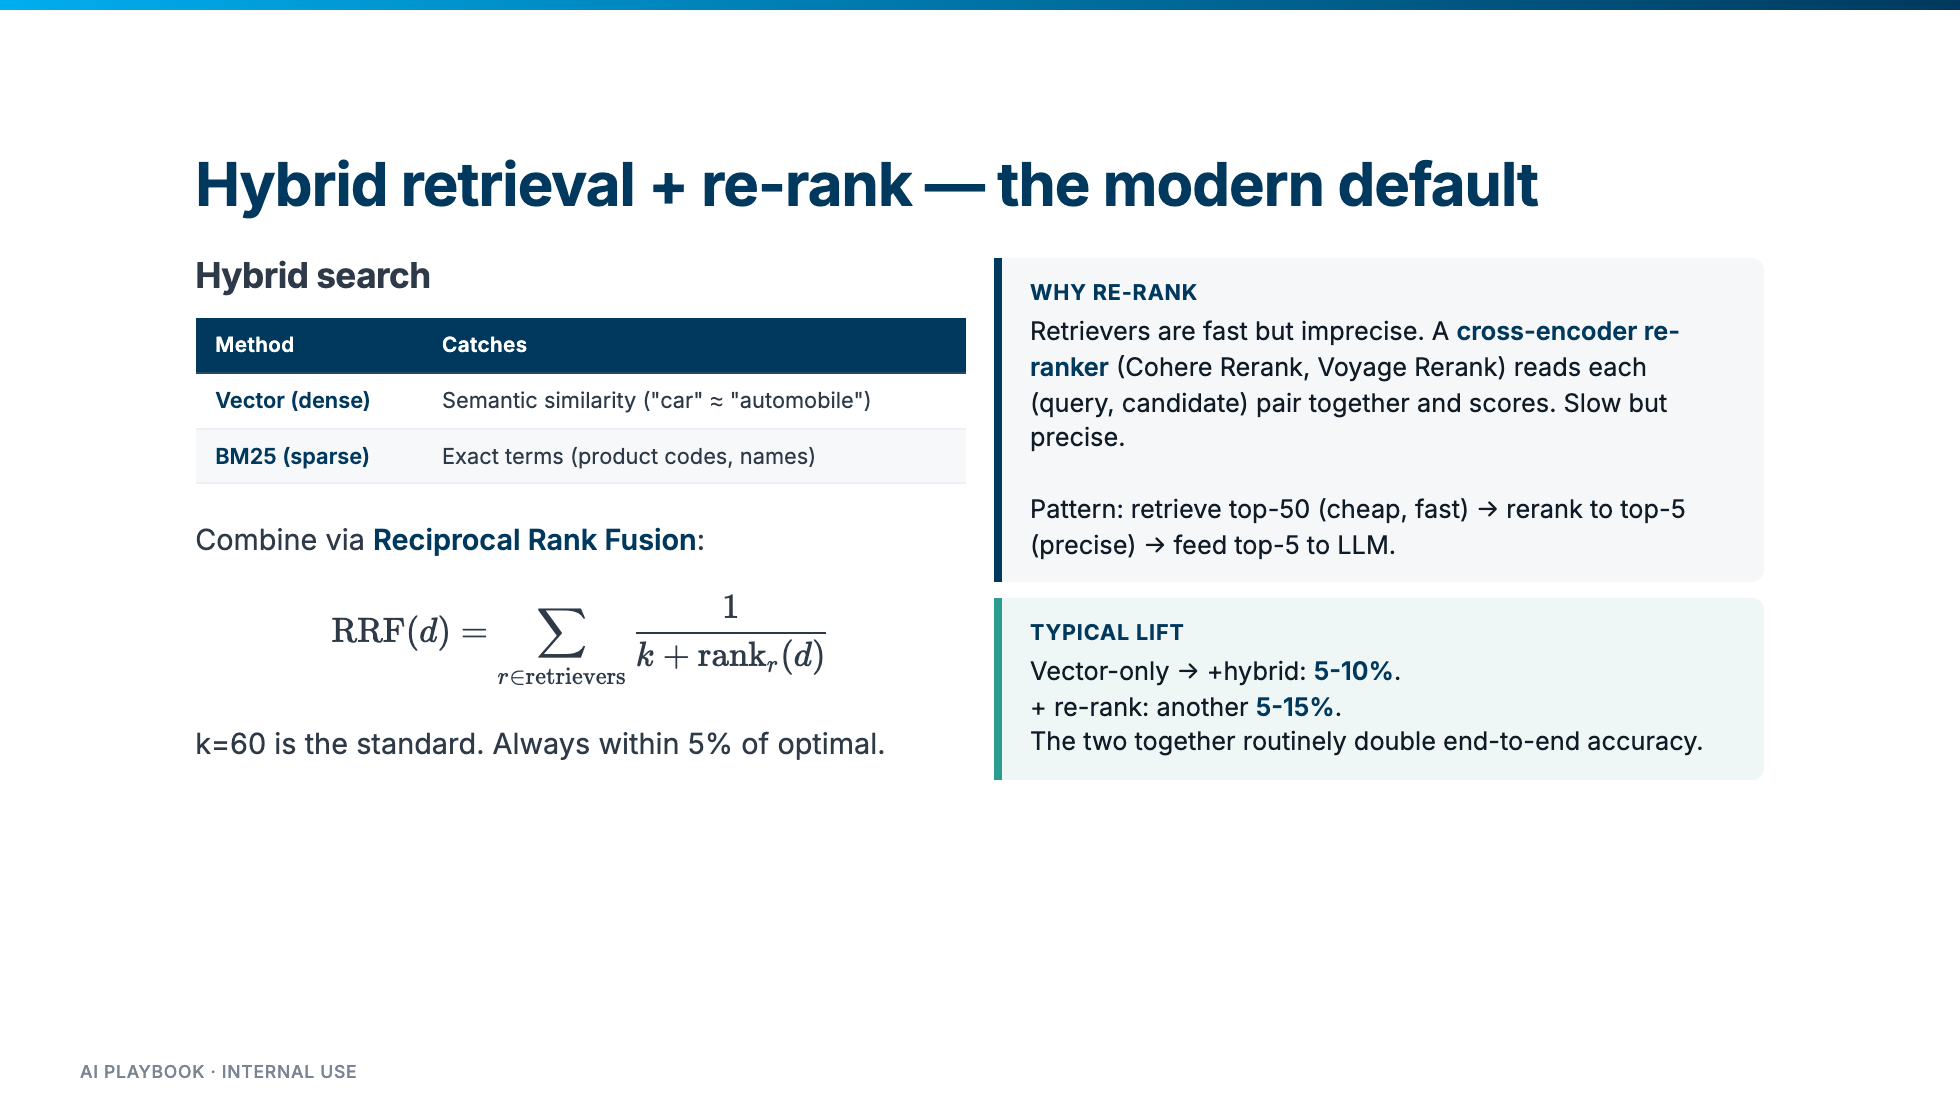 Hybrid retrieval + re-rank — the modern default
Hybrid search
Method Catches
Vector (dense) Semantic similarity ("car" ≈ "automobile")
BM25 (sparse) Exact terms (product codes, names)
Combine via Reciprocal Rank Fusion:
RRF(d) = ∑_{r∈retrievers} 1 / (k + rank_r(d))
k=60 is the standard. Always within 5% of optimal.
WHY RE-RANK
Retrievers are fast but imprecise. A cross-encoder re-
ranker (Cohere Rerank, Voyage Rerank) reads each
(query, candidate) pair together and scores. Slow but
precise.
Pattern: retrieve top-50 (cheap, fast) → rerank to top-5
(precise) → feed top-5 to LLM.
TYPICAL LIFT
Vector-only → +hybrid: 5-10%.
+ re-rank: another 5-15%.
The two together routinely double end-to-end accuracy.
AI PLAYBOOK · INTERNAL USE